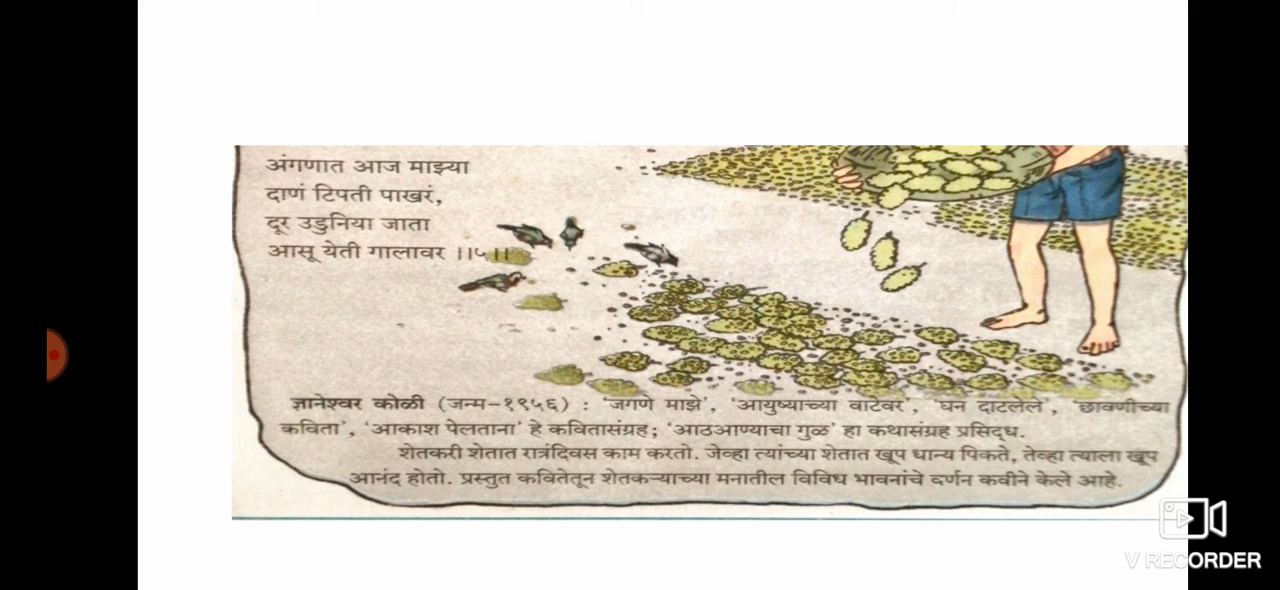 अंगणात आज माझ्या
दाणं टिपती पाखरं,
दूर उडुनिया जाता
आसू येती गालावर ।।५।।
ज्ञानेश्वर कोळी (जन्म-१९५६) : 'जगणे माझे', 'आयुष्याच्या वाटेवर', 'घन दाटलेले', 'छावणीच्या
कविता', 'आकाश पेलताना' हे कवितासंग्रह; 'आठआण्याचा गुळ' हा कथासंग्रह प्रसिद्ध.
शेतकरी शेतात रात्रंदिवस काम करतो. जेव्हा त्यांच्या शेतात खूप धान्य पिकते, तेव्हा त्याला खूप
आनंद होतो. प्रस्तुत कवितेतून शेतकऱ्याच्या मनातील विविध भावनांचे वर्णन कवीने केले आहे.
V RECORDER